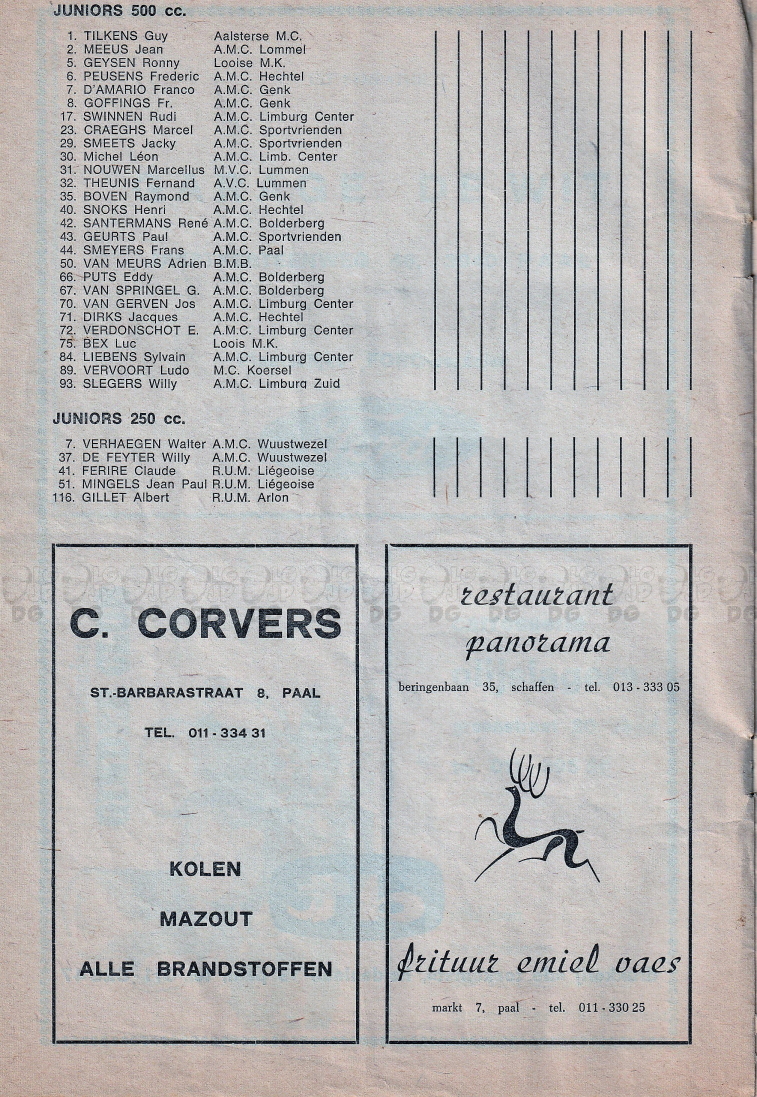 JUNIORS 500 cc.
1. TILKENS Guy Aalsterse M.C.
2. MEEUS Jean A.M.C. Lommel
5. GEYSEN Ronny Looise M.K.
6. PEUSENS Frederic A.M.C. Hechtel
7. D'AMARIO Franco A.M.C. Genk
8. GOFFINGS Fr. A.M.C. Genk
17. SWINNEN Rudi A.M.C. Limburg Center
23. CRAEGHS Marcel A.M.C. Sportvrienden
29. SMEETS Jacky A.M.C. Sportvrienden
30. Michel Léon A.M.C. Limb. Center
31. NOUWEN Marcellus M.V.C. Lummen
32. THEUNIS Fernand A.V.C. Lummen
35. BOVEN Raymond A.M.C. Genk
40. SNOKS Henri A.M.C. Hechtel
42. SANTERMANS René A.M.C. Bolderberg
43. GEURTS Paul A.M.C. Sportvrienden
44. SMEYERS Frans A.M.C. Paal
50. VAN MEURS Adrien B.M.B.
66. PUTS Eddy A.M.C. Bolderberg
67. VAN SPRINGEL G. A.M.C. Bolderberg
70. VAN GERVEN Jos A.M.C. Limburg Center
71. DIRKS Jacques A.M.C. Hechtel
72. VERDONSCHOT E. A.M.C. Limburg Center
75. BEX Luc Loois M.K.
84. LIEBENS Sylvain A.M.C. Limburg Center
89. VERVOORT Ludo M.C. Koersel
93. SLEGERS Willy A.M.C. Limburg Zuid
JUNIORS 250 cc.
7. VERHAEGEN Walter A.M.C. Wuustwezel
37. DE FEYTER Willy A.M.C. Wuustwezel
41. FERIRE Claude R.U.M. Liégeoise
51. MINGELS Jean Paul R.U.M. Liégeoise
116. GILLET Albert R.U.M. Arlon
C. CORVERS
ST.-BARBARASTRAAT 8, PAAL
TEL. 011 - 334 31
KOLEN
MAZOUT
ALLE BRANDSTOFFEN
restaurant
panorama
beringenbaan 35, schaffen - tel. 013 - 333 05
frituur emiel vaes
markt 7, paal - tel. 011 - 330 25